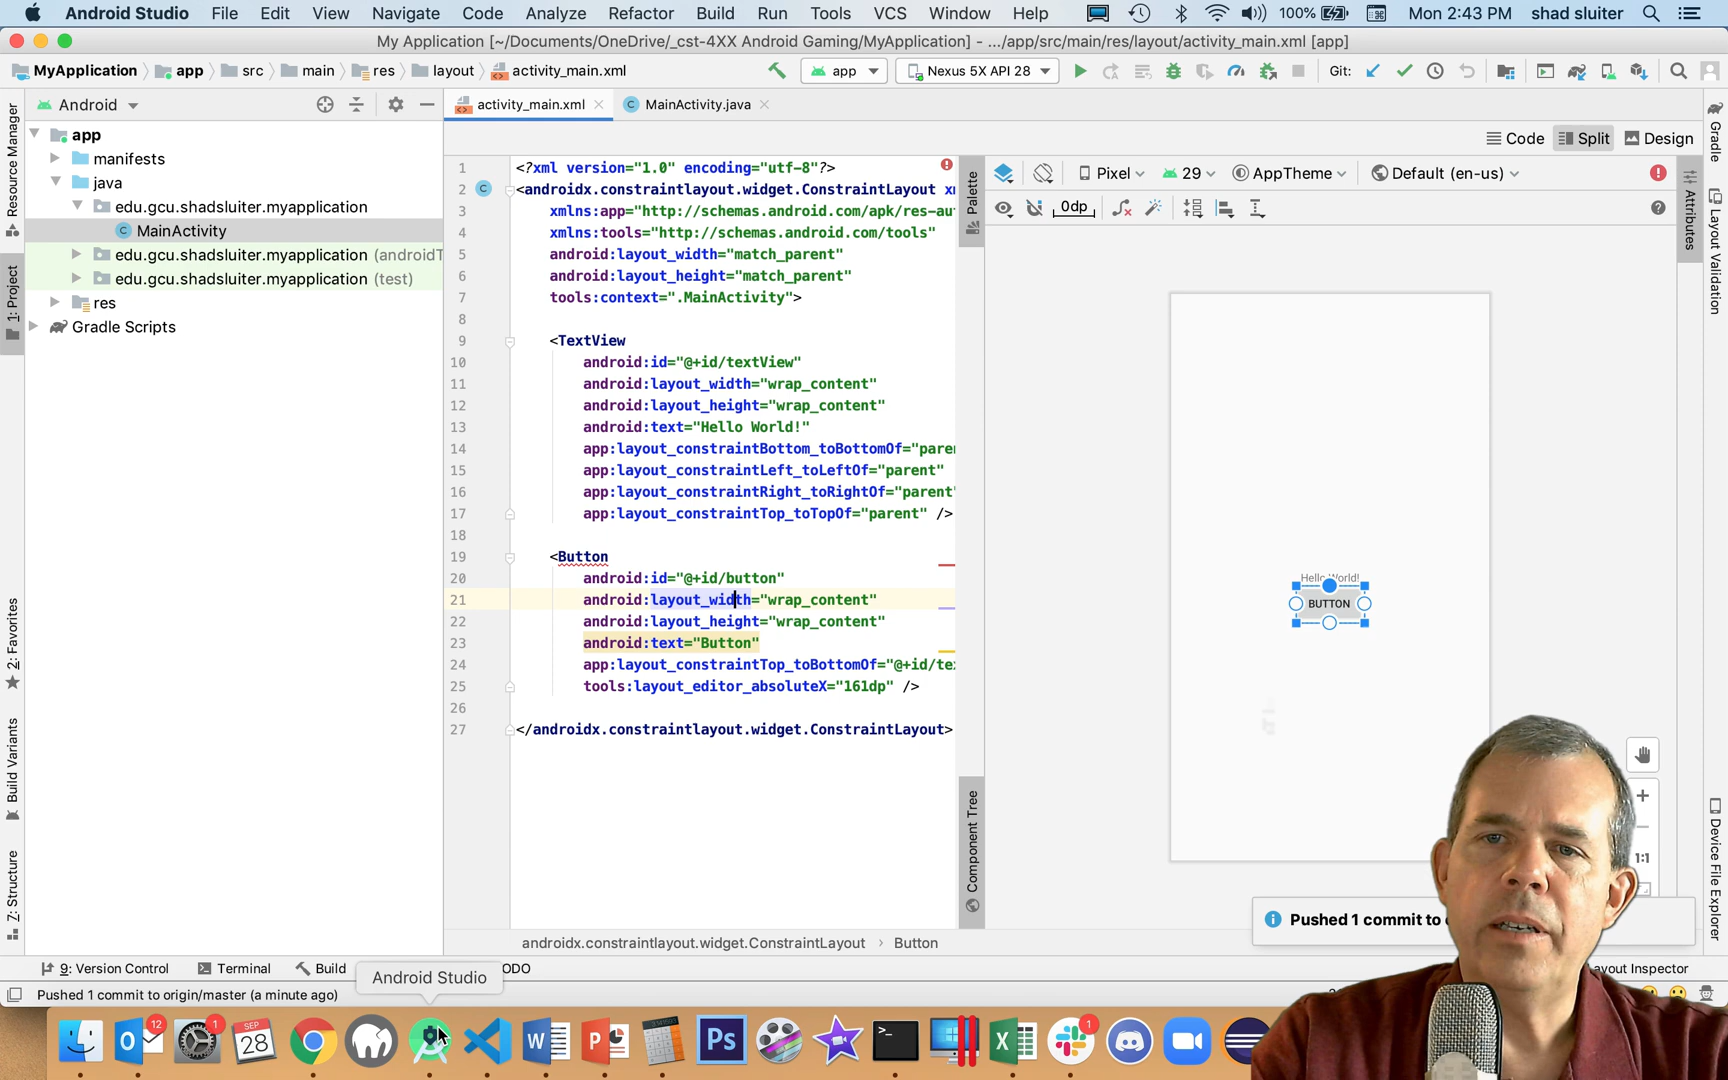 Android Studio File Edit View Navigate Code Analyze Refactor Build Run Tools VCS Window Help 100% Mon 2:43 PM shad sluiter
My Application [~/Documents/OneDrive/_cst-4XX Android Gaming/MyApplication] - .../app/src/main/res/layout/activity_main.xml [app]
MyApplication app src main res layout activity_main.xml app Nexus 5X API 28 Git:
Android
activity_main.xml MainActivity.java
Code Split Design
Resource Manager
1: Project
2: Favorites
Build Variants
7: Structure
app
manifests
java
edu.gcu.shadsluiter.myapplication
MainActivity
edu.gcu.shadsluiter.myapplication (androidT
edu.gcu.shadsluiter.myapplication (test)
res
Gradle Scripts
1 <?xml version="1.0" encoding="utf-8"?>
2 <androidx.constraintlayout.widget.ConstraintLayout
3 xmlns:app="http://schemas.android.com/apk/res-au
4 xmlns:tools="http://schemas.android.com/tools"
5 android:layout_width="match_parent"
6 android:layout_height="match_parent"
7 tools:context=".MainActivity">
8
9 <TextView
10 android:id="@+id/textView"
11 android:layout_width="wrap_content"
12 android:layout_height="wrap_content"
13 android:text="Hello World!"
14 app:layout_constraintBottom_toBottomOf="pare
15 app:layout_constraintLeft_toLeftOf="parent"
16 app:layout_constraintRight_toRightOf="parent"
17 app:layout_constraintTop_toTopOf="parent" />
18
19 <Button
20 android:id="@+id/button"
21 android:layout_width="wrap_content"
22 android:layout_height="wrap_content"
23 android:text="Button"
24 app:layout_constraintTop_toBottomOf="@+id/te
25 tools:layout_editor_absoluteX="161dp" />
26
27 </androidx.constraintlayout.widget.ConstraintLayout>
Palette
Component Tree
Pixel 29 AppTheme Default (en-us)
0dp
Hello World!
BUTTON
1:1
Pushed 1 commit to
Attributes
Gradle
Layout Validation
Device File Explorer
androidx.constraintlayout.widget.ConstraintLayout › Button
9: Version Control Terminal Build ODO ayout Inspector
Android Studio
Pushed 1 commit to origin/master (a minute ago)
12
1
SEP
28
W
P
Ps
X
1